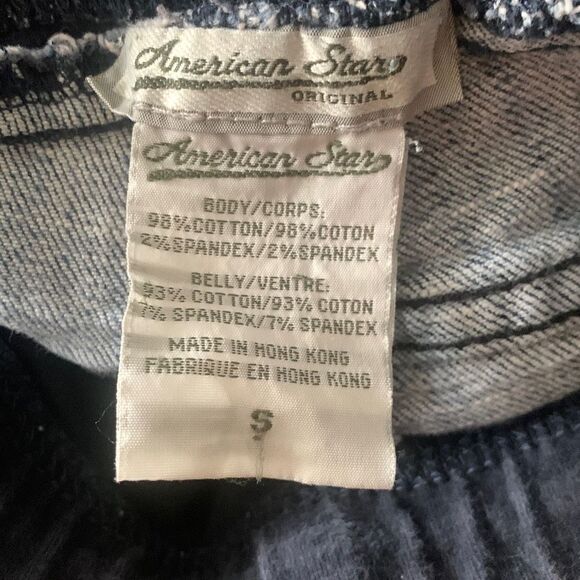 American Star
ORIGINAL
American Star
BODY/CORPS:
98%COTTON/98%COTON
2%SPANDEX/2%SPANDEX
BELLY/VENTRE:
93% COTTON/93% COTON
7% SPANDEX/7% SPANDEX
MADE IN HONG KONG
FABRIQUE EN HONG KONG
S